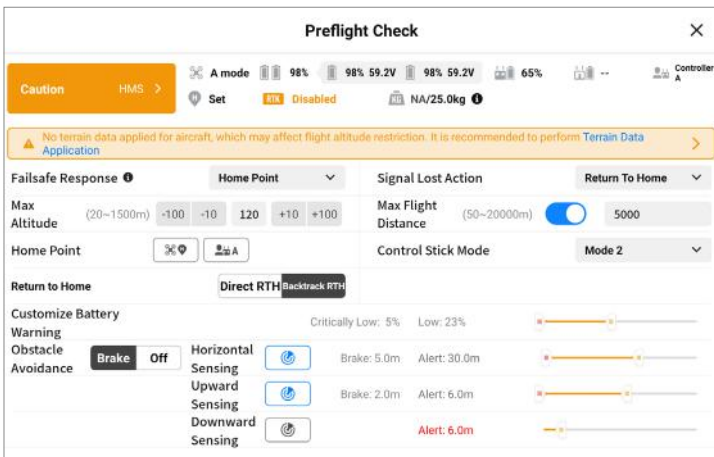 Preflight Check
Caution HMS >
A mode 98% 98% 59.2V 98% 59.2V 65% -- Controller A
H Set RTK Disabled KG NA/25.0kg
No terrain data applied for aircraft, which may affect flight altitude restriction. It is recommended to perform Terrain Data
Application
Failsafe Response Home Point
Signal Lost Action Return To Home
Max Altitude (20~1500m) -100 -10 120 +10 +100
Max Flight Distance (50~20000m) 5000
Home Point A
Control Stick Mode Mode 2
Return to Home Direct RTH Backtrack RTH
Customize Battery Warning Critically Low: 5% Low: 23%
Obstacle Avoidance Brake Off
Horizontal Sensing Brake: 5.0m Alert: 30.0m
Upward Sensing Brake: 2.0m Alert: 6.0m
Downward Sensing Alert: 6.0m